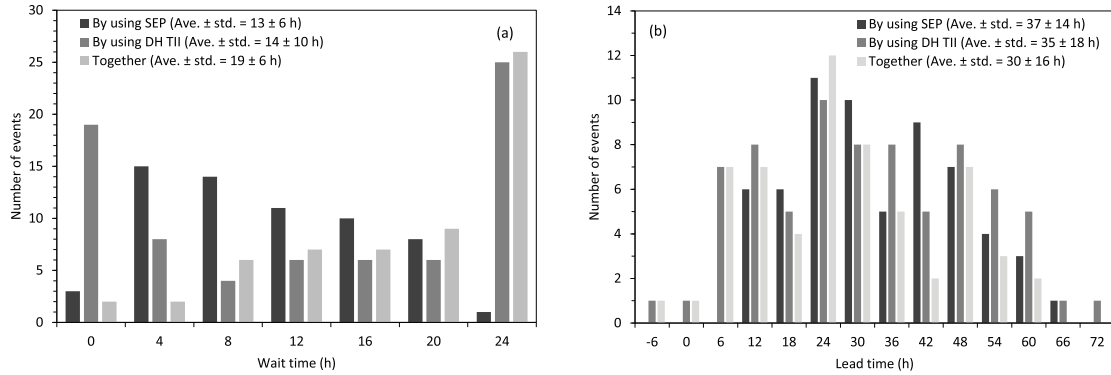 30
25
20
15
10
5
0
Number of events
By using SEP (Ave. ± std. = 13 ± 6 h)
By using DH TII (Ave. ± std. = 14 ± 10 h)
Together (Ave. ± std. = 19 ± 6 h)
(a)
0 4 8 12 16 20 24
Wait time (h)
14
12
10
8
6
4
2
0
Number of events
(b)
By using SEP (Ave. ± std. = 37 ± 14 h)
By using DH TII (Ave. ± std. = 35 ± 18 h)
Together (Ave. ± std. = 30 ± 16 h)
-6 0 6 12 18 24 30 36 42 48 54 60 66 72
Lead time (h)